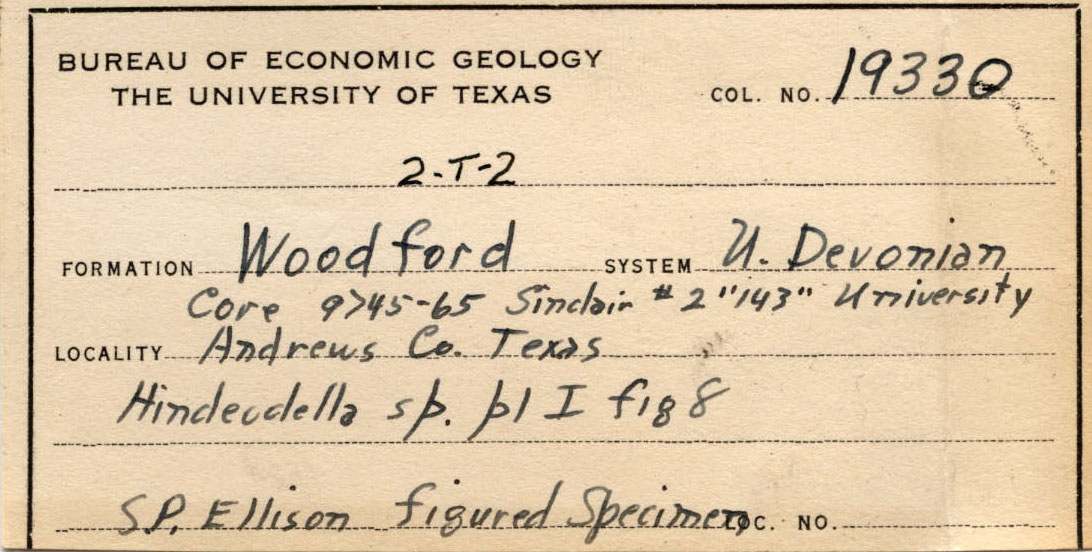 BUREAU OF ECONOMIC GEOLOGY
THE UNIVERSITY OF TEXAS COL. NO. 19330
2-T-2
FORMATION Woodford SYSTEM U. Devonian
Core 9745-65 Sinclair # 2 "143" University
LOCALITY Andrews Co. Texas
Hindeodella sp. pl I fig 8
S.P. Ellison figured Specimen LOC. NO.